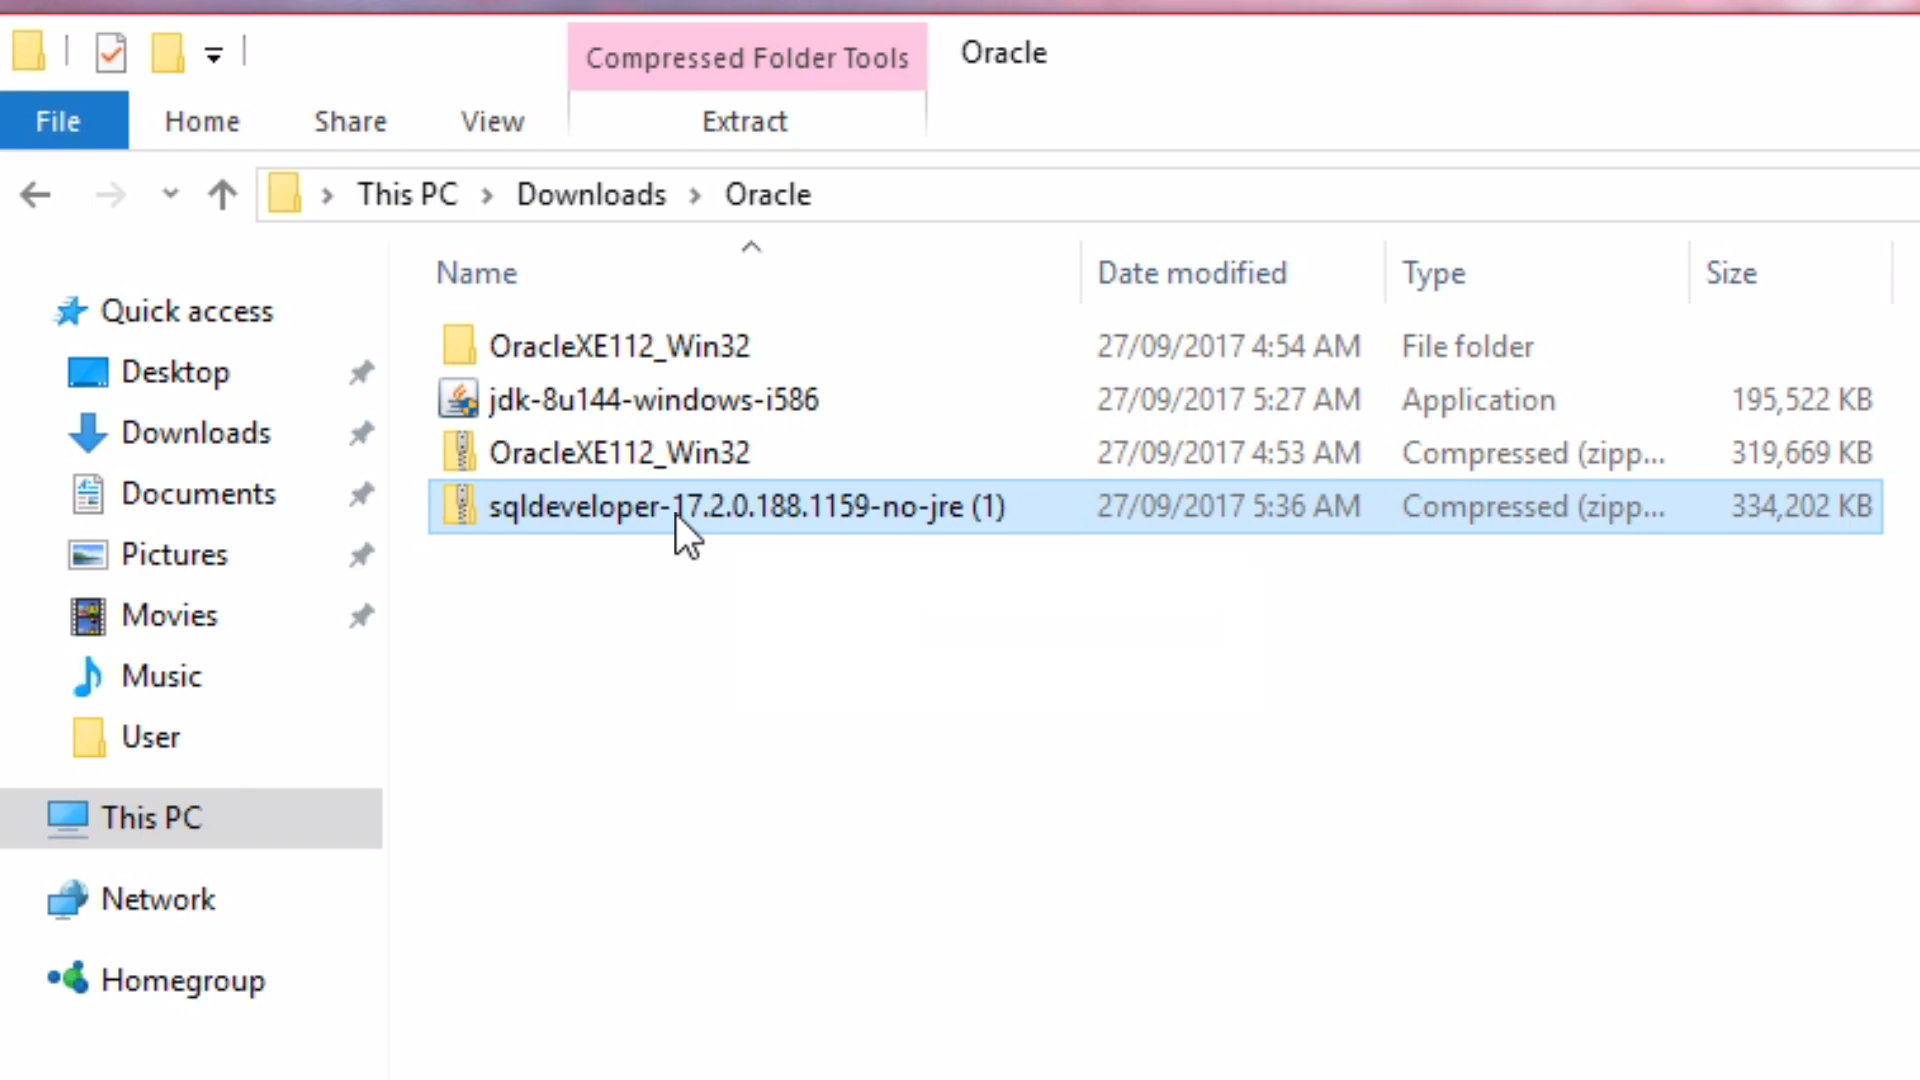 Compressed Folder Tools
Oracle
File
Home
Share
View
Extract
This PC
Downloads
Oracle
Name
Date modified
Type
Size
Quick access
Desktop
Downloads
Documents
Pictures
Movies
Music
User
This PC
Network
Homegroup
OracleXE112_Win32 27/09/2017 4:54 AM File folder
jdk-8u144-windows-i586 27/09/2017 5:27 AM Application 195,522 KB
OracleXE112_Win32 27/09/2017 4:53 AM Compressed (zipp... 319,669 KB
sqldeveloper-17.2.0.188.1159-no-jre (1) 27/09/2017 5:36 AM Compressed (zipp... 334,202 KB